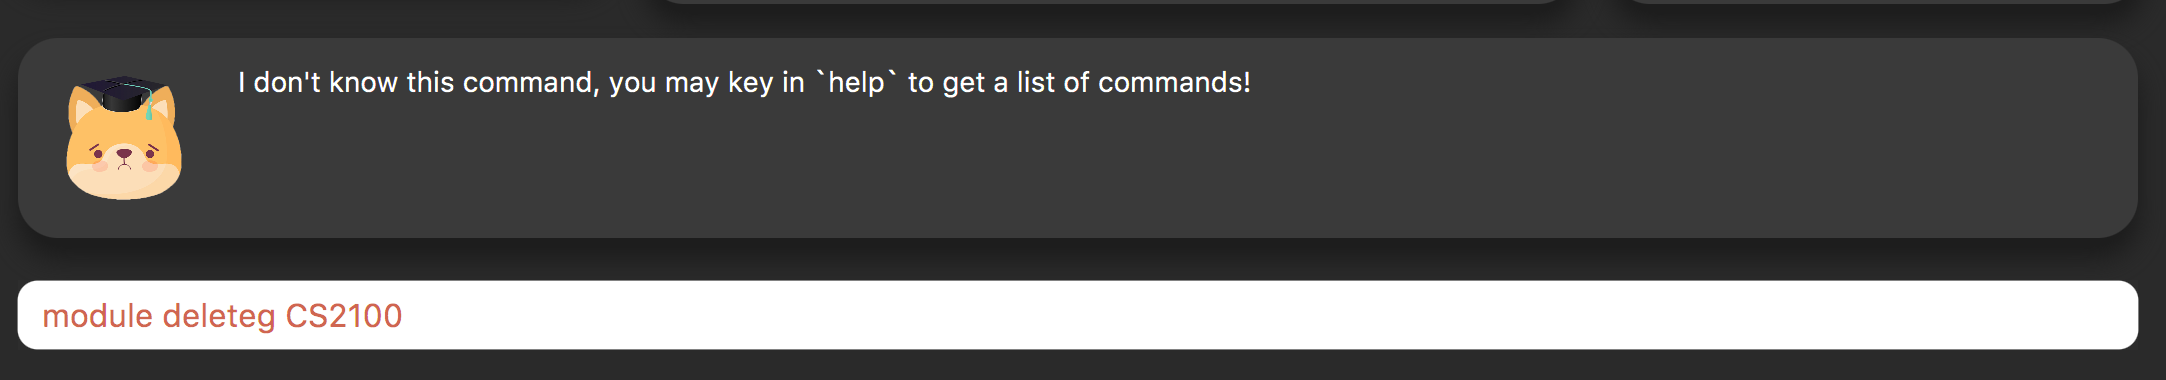 I don't know this command, you may key in `help` to get a list of commands!
module deleteg CS2100